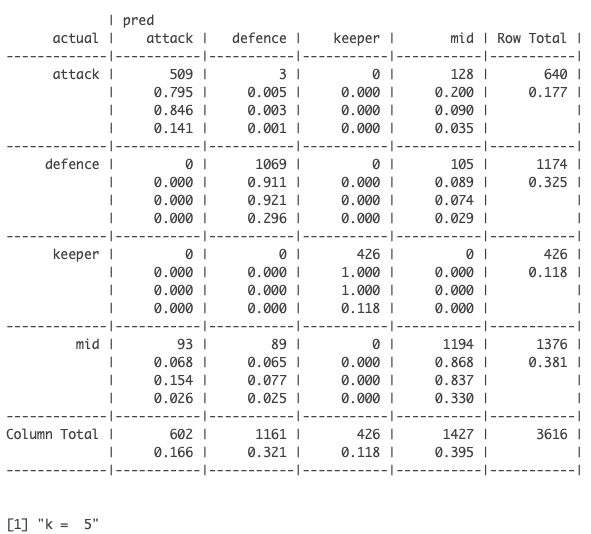 | pred
actual | attack | defence | keeper | mid | Row Total |
-------------|-----------|-----------|-----------|-----------|-----------|
attack | 509 | 3 | 0 | 128 | 640 |
| 0.795 | 0.005 | 0.000 | 0.200 | 0.177 |
| 0.846 | 0.003 | 0.000 | 0.090 | |
| 0.141 | 0.001 | 0.000 | 0.035 | |
-------------|-----------|-----------|-----------|-----------|-----------|
defence | 0 | 1069 | 0 | 105 | 1174 |
| 0.000 | 0.911 | 0.000 | 0.089 | 0.325 |
| 0.000 | 0.921 | 0.000 | 0.074 | |
| 0.000 | 0.296 | 0.000 | 0.029 | |
-------------|-----------|-----------|-----------|-----------|-----------|
keeper | 0 | 0 | 426 | 0 | 426 |
| 0.000 | 0.000 | 1.000 | 0.000 | 0.118 |
| 0.000 | 0.000 | 1.000 | 0.000 | |
| 0.000 | 0.000 | 0.118 | 0.000 | |
-------------|-----------|-----------|-----------|-----------|-----------|
mid | 93 | 89 | 0 | 1194 | 1376 |
| 0.068 | 0.065 | 0.000 | 0.868 | 0.381 |
| 0.154 | 0.077 | 0.000 | 0.837 | |
| 0.026 | 0.025 | 0.000 | 0.330 | |
-------------|-----------|-----------|-----------|-----------|-----------|
Column Total | 602 | 1161 | 426 | 1427 | 3616 |
| 0.166 | 0.321 | 0.118 | 0.395 | |
-------------|-----------|-----------|-----------|-----------|-----------|
[1] "k =  5"